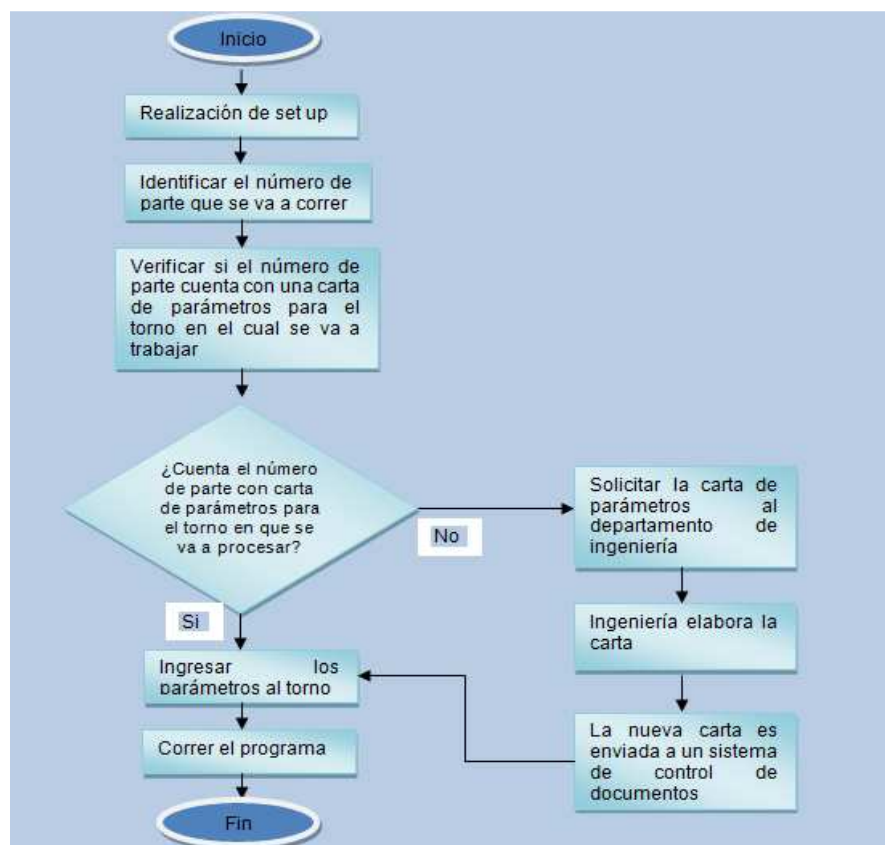 Inicio
Realización de set up
Identificar el número de
parte que se va a correr
Verificar si el número de
parte cuenta con una carta
de parámetros para el
torno en el cual se va a
trabajar
¿Cuenta el número
de parte con carta
de parámetros para
el torno en que se
va a procesar?
No
Solicitar la carta de
parámetros al
departamento de
ingeniería
Si
Ingeniería elabora la
carta
Ingresar los
parámetros al torno
La nueva carta es
enviada a un sistema
de control de
documentos
Correr el programa
Fin